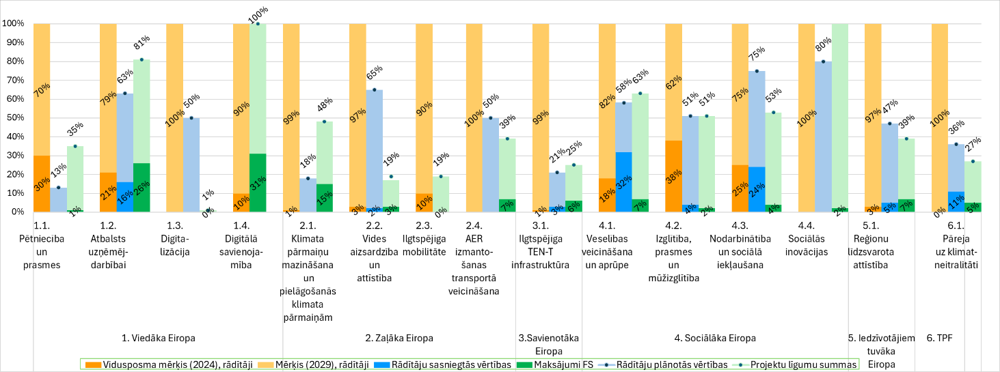 100%
90%
80%
70%
60%
50%
40%
30%
20%
10%
0%
70%
30%
13%
35%
1%
79%
21%
63%
16%
81%
26%
100%
50%
1%
0%
90%
10%
100%
31%
99%
1%
18%
48%
15%
97%
3%
65%
2%
19%
3%
90%
10%
19%
0%
100%
50%
39%
7%
99%
1%
21%
3%
25%
6%
82%
18%
58%
32%
63%
7%
62%
38%
51%
4%
51%
2%
75%
25%
75%
24%
53%
4%
100%
80%
2%
97%
3%
47%
5%
39%
7%
100%
0%
36%
11%
27%
5%
1.1.
Pētniecība
un
prasmes
1.2.
Atbalsts
uzņēmēj-
darbībai
1.3.
Digita-
lizācija
1.4.
Digitālā
savienoja-
mība
2.1.
Klimata
pārmaiņu
mazināšana
un
pielāgošanās
klimata
pārmaiņām
2.2.
Vides
aizsardzība
un
attīstība
2.3.
Ilgtspējīga
mobilitāte
2.4.
AER
izmanto-
šanas
transportā
veicināšana
3.1.
Ilgtspējīga
TEN-T
infrastruktūra
4.1.
Veselības
veicināšana
un aprūpe
4.2.
Izglītība,
prasmes
un
mūžizglītība
4.3.
Nodarbinātība
un sociālā
iekļaušana
4.4.
Sociālās
inovācijas
5.1.
Reģionu
līdzsvarota
attīstība
6.1.
Pāreja
uz klimat-
neitralitāti
1. Viedāka Eiropa
2. Zaļāka Eiropa
3.Savienotāka
Eiropa
4. Sociālāka Eiropa
5. Iedzīvotājiem
tuvāka
Eiropa
6. TPF
Vidusposma mērķis (2024), rādītāji
Mērķis (2029), rādītāji
Rādītāju sasniegtās vērtības
Maksājumi FS
Rādītāju plānotās vērtības
Projektu līgumu summas